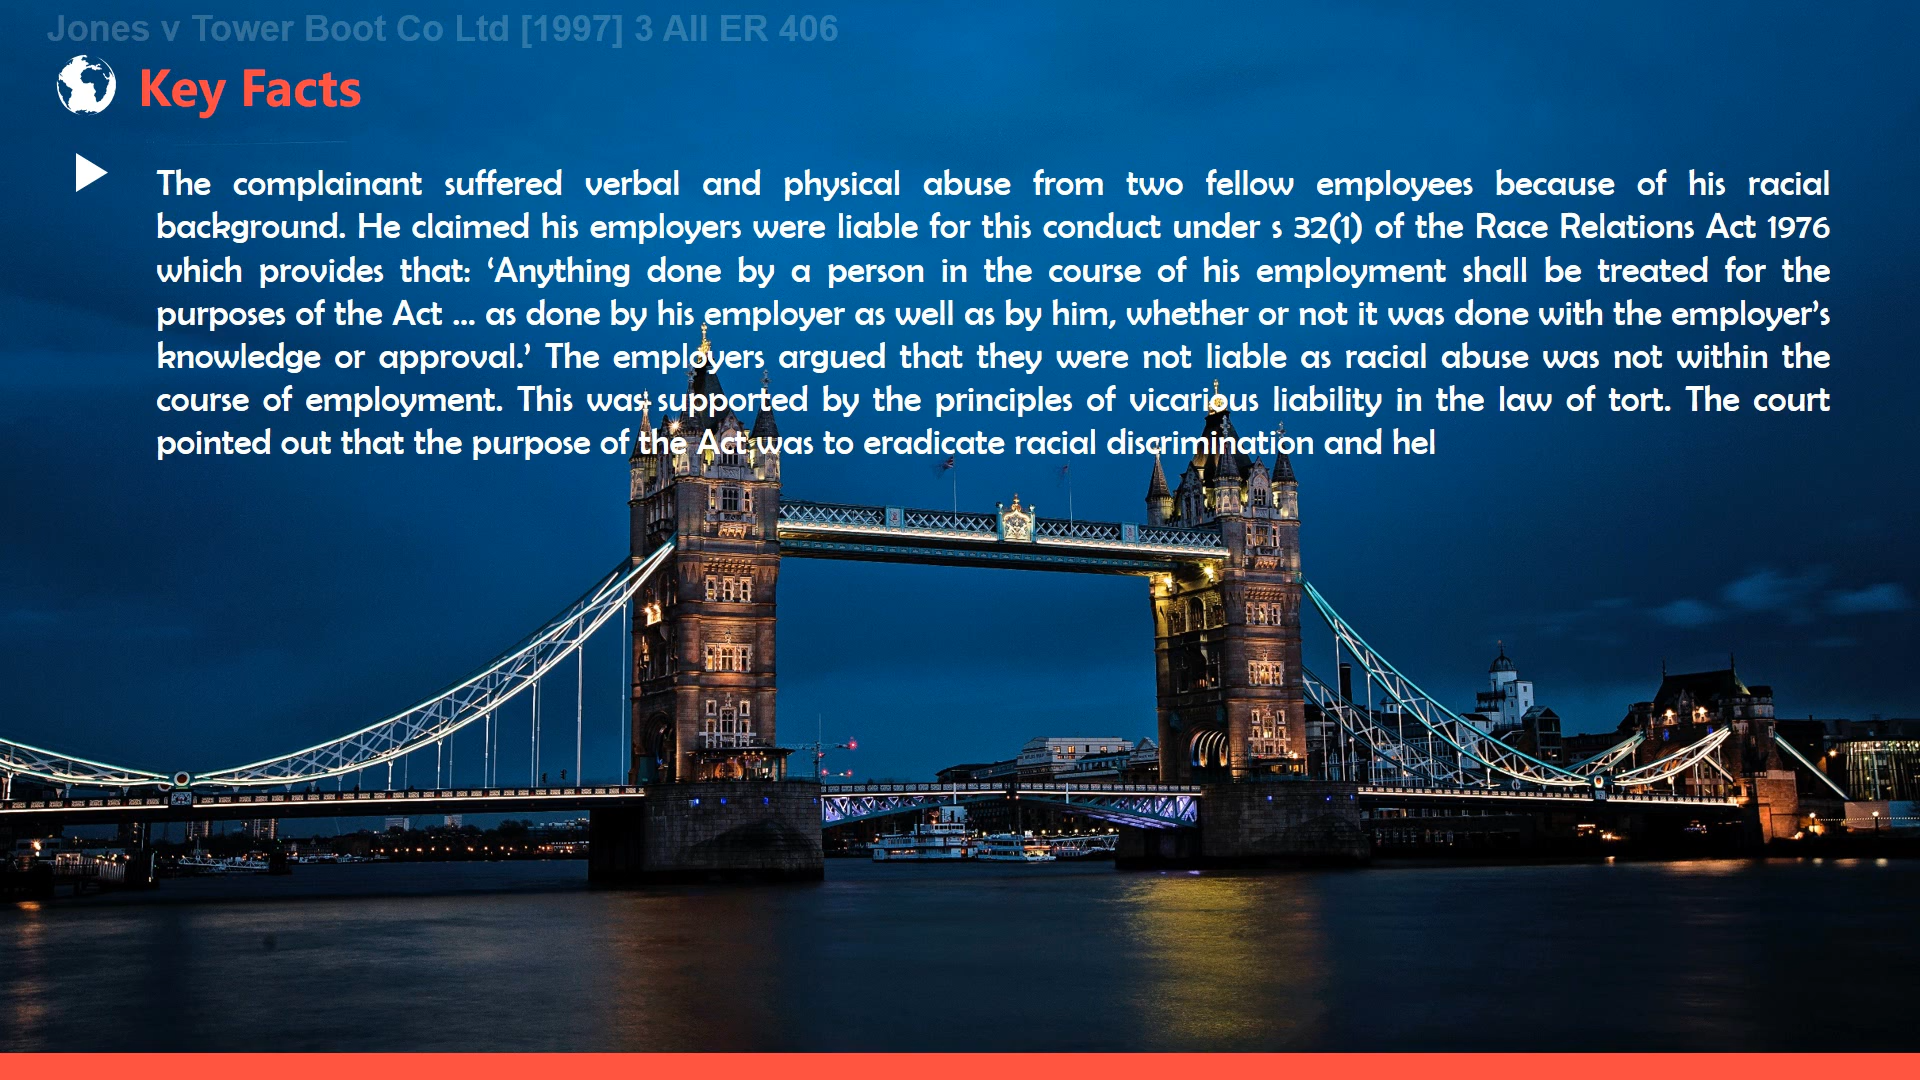 Jones v Tower Boot Co Ltd [1997] 3 All ER 406
Key Facts
The complainant suffered verbal and physical abuse from two fellow employees because of his racial
background. He claimed his employers were liable for this conduct under s 32(1) of the Race Relations Act 1976
which provides that: ‘Anything done by a person in the course of his employment shall be treated for the
purposes of the Act ... as done by his employer as well as by him, whether or not it was done with the employer’s
knowledge or approval.’ The employers argued that they were not liable as racial abuse was not within the
course of employment. This was supported by the principles of vicarious liability in the law of tort. The court
pointed out that the purpose of the Act was to eradicate racial discrimination and hel